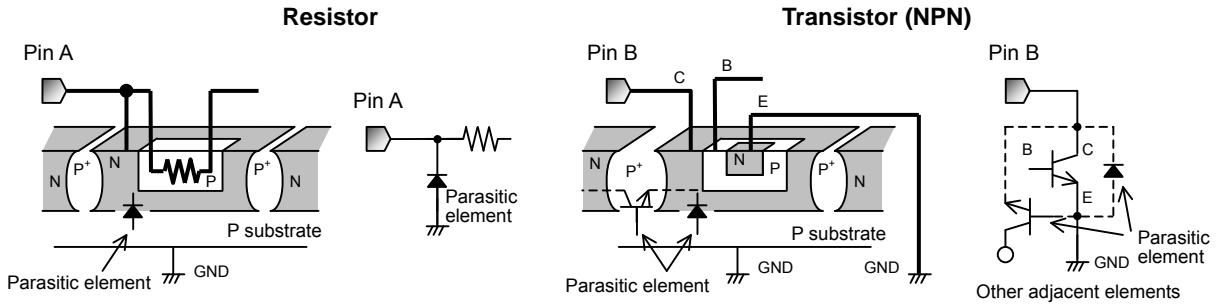 Resistor
Transistor (NPN)
Pin A
Pin A
Pin B
C
B
E
Pin B
N
P+
N
P
P+
N
Parasitic
element
P substrate
Parasitic element
GND
N
P+
N
P
P+
N
P substrate
Parasitic element
GND
GND
B
C
E
Parasitic
element
GND
Other adjacent elements